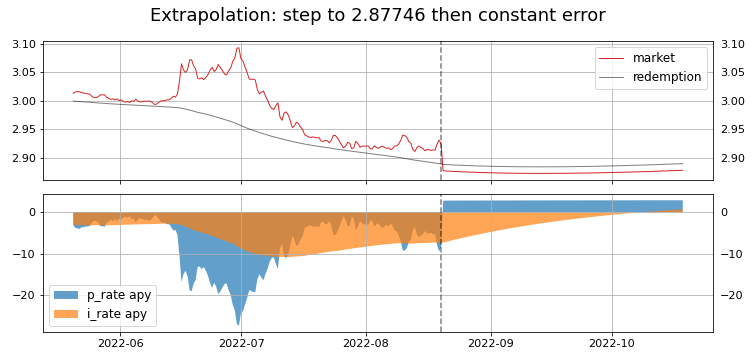 Extrapolation: step to 2.87746 then constant error
3.10 3.10
market
redemption
3.05 3.05
3.00 3.00
2.95 2.95
2.90 2.90
0 0
−10 −10
−20 −20
p_rate apy
i_rate apy
2022-06 2022-07 2022-08 2022-09 2022-10